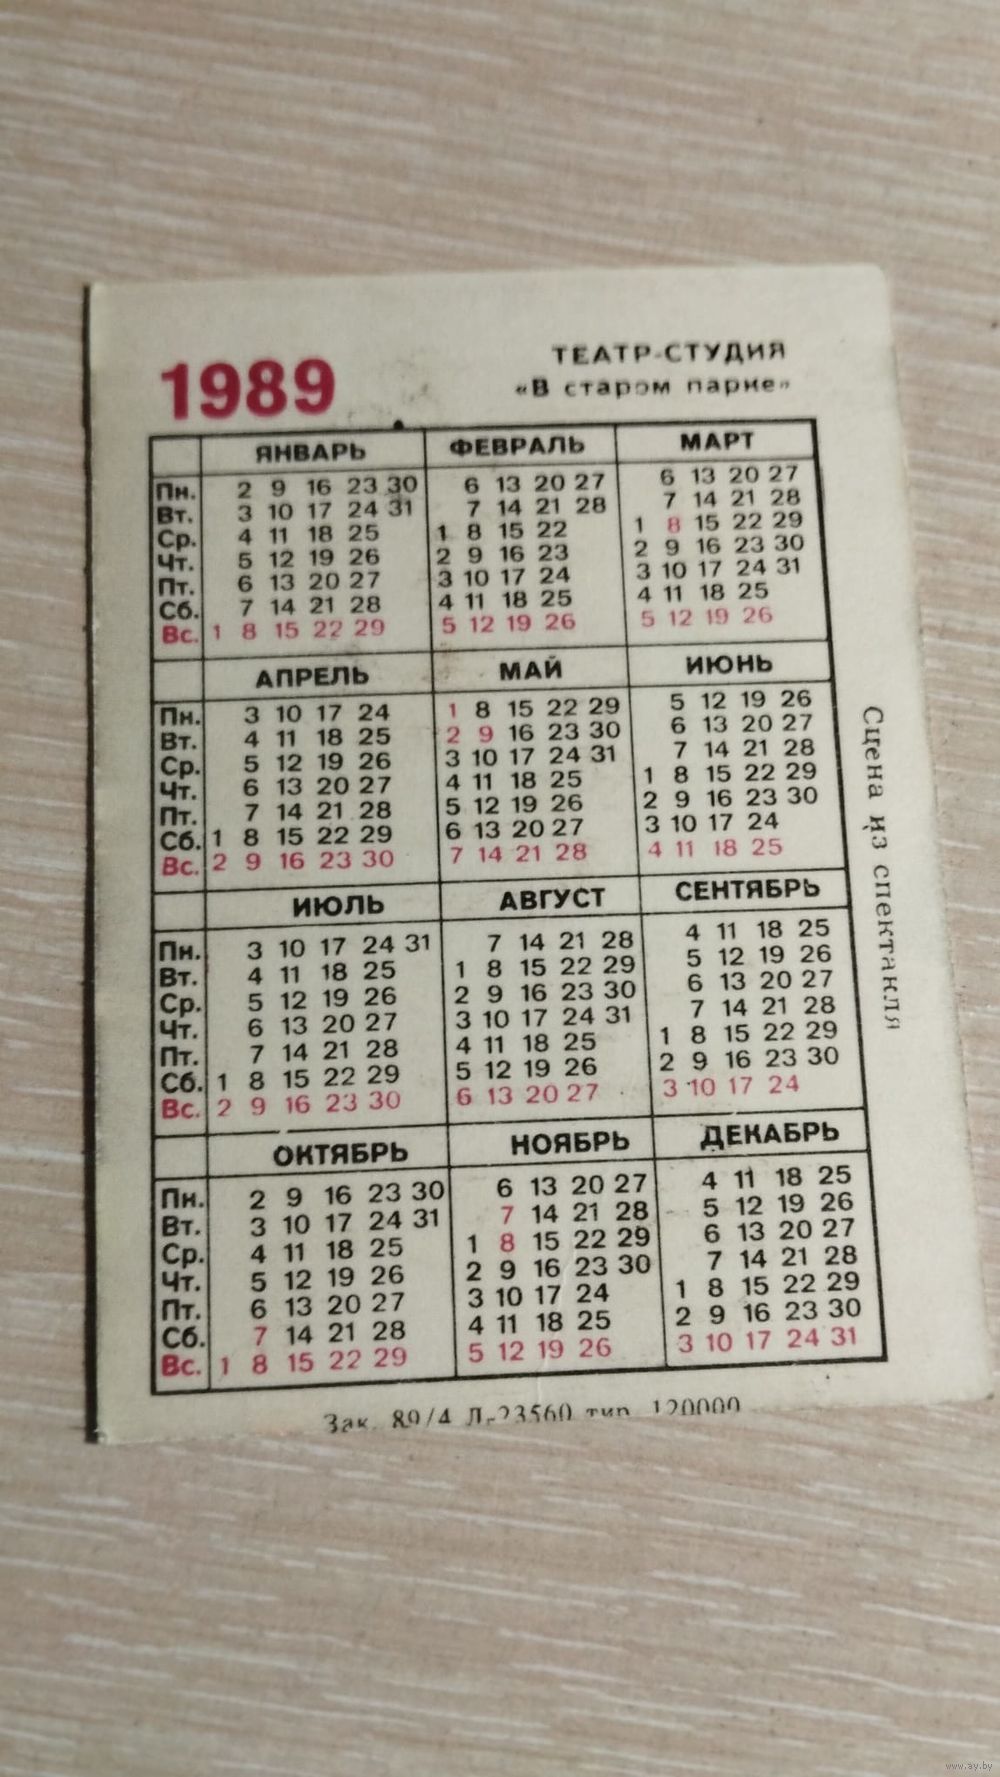 1989
ТЕАТР-СТУДИЯ
«В старом парке»
ЯНВАРЬ ФЕВРАЛЬ МАРТ
Пн. 2 9 16 23 30 6 13 20 27 6 13 20 27
Вт. 3 10 17 24 31 7 14 21 28 7 14 21 28
Ср. 4 11 18 25 1 8 15 22 1 8 15 22 29
Чт. 5 12 19 26 2 9 16 23 2 9 16 23 30
Пт. 6 13 20 27 3 10 17 24 3 10 17 24 31
Сб. 7 14 21 28 4 11 18 25 4 11 18 25
Вс. 1 8 15 22 29 5 12 19 26 5 12 19 26
АПРЕЛЬ МАЙ ИЮНЬ
Пн. 3 10 17 24 1 8 15 22 29 5 12 19 26
Вт. 4 11 18 25 2 9 16 23 30 6 13 20 27
Ср. 5 12 19 26 3 10 17 24 31 7 14 21 28
Чт. 6 13 20 27 4 11 18 25 1 8 15 22 29
Пт. 7 14 21 28 5 12 19 26 2 9 16 23 30
Сб. 1 8 15 22 29 6 13 20 27 3 10 17 24
Вс. 2 9 16 23 30 7 14 21 28 4 11 18 25
ИЮЛЬ АВГУСТ СЕНТЯБРЬ
Пн. 3 10 17 24 31 7 14 21 28 4 11 18 25
Вт. 4 11 18 25 1 8 15 22 29 5 12 19 26
Ср. 5 12 19 26 2 9 16 23 30 6 13 20 27
Чт. 6 13 20 27 3 10 17 24 31 7 14 21 28
Пт. 7 14 21 28 4 11 18 25 1 8 15 22 29
Сб. 1 8 15 22 29 5 12 19 26 2 9 16 23 30
Вс. 2 9 16 23 30 6 13 20 27 3 10 17 24
ОКТЯБРЬ НОЯБРЬ ДЕКАБРЬ
Пн. 2 9 16 23 30 6 13 20 27 4 11 18 25
Вт. 3 10 17 24 31 7 14 21 28 5 12 19 26
Ср. 4 11 18 25 1 8 15 22 29 6 13 20 27
Чт. 5 12 19 26 2 9 16 23 30 7 14 21 28
Пт. 6 13 20 27 3 10 17 24 1 8 15 22 29
Сб. 7 14 21 28 4 11 18 25 2 9 16 23 30
Вс. 1 8 15 22 29 5 12 19 26 3 10 17 24 31
Сцена из спектакля
Зак. 89/4 Л-23560 тир. 120000
www.ay.by